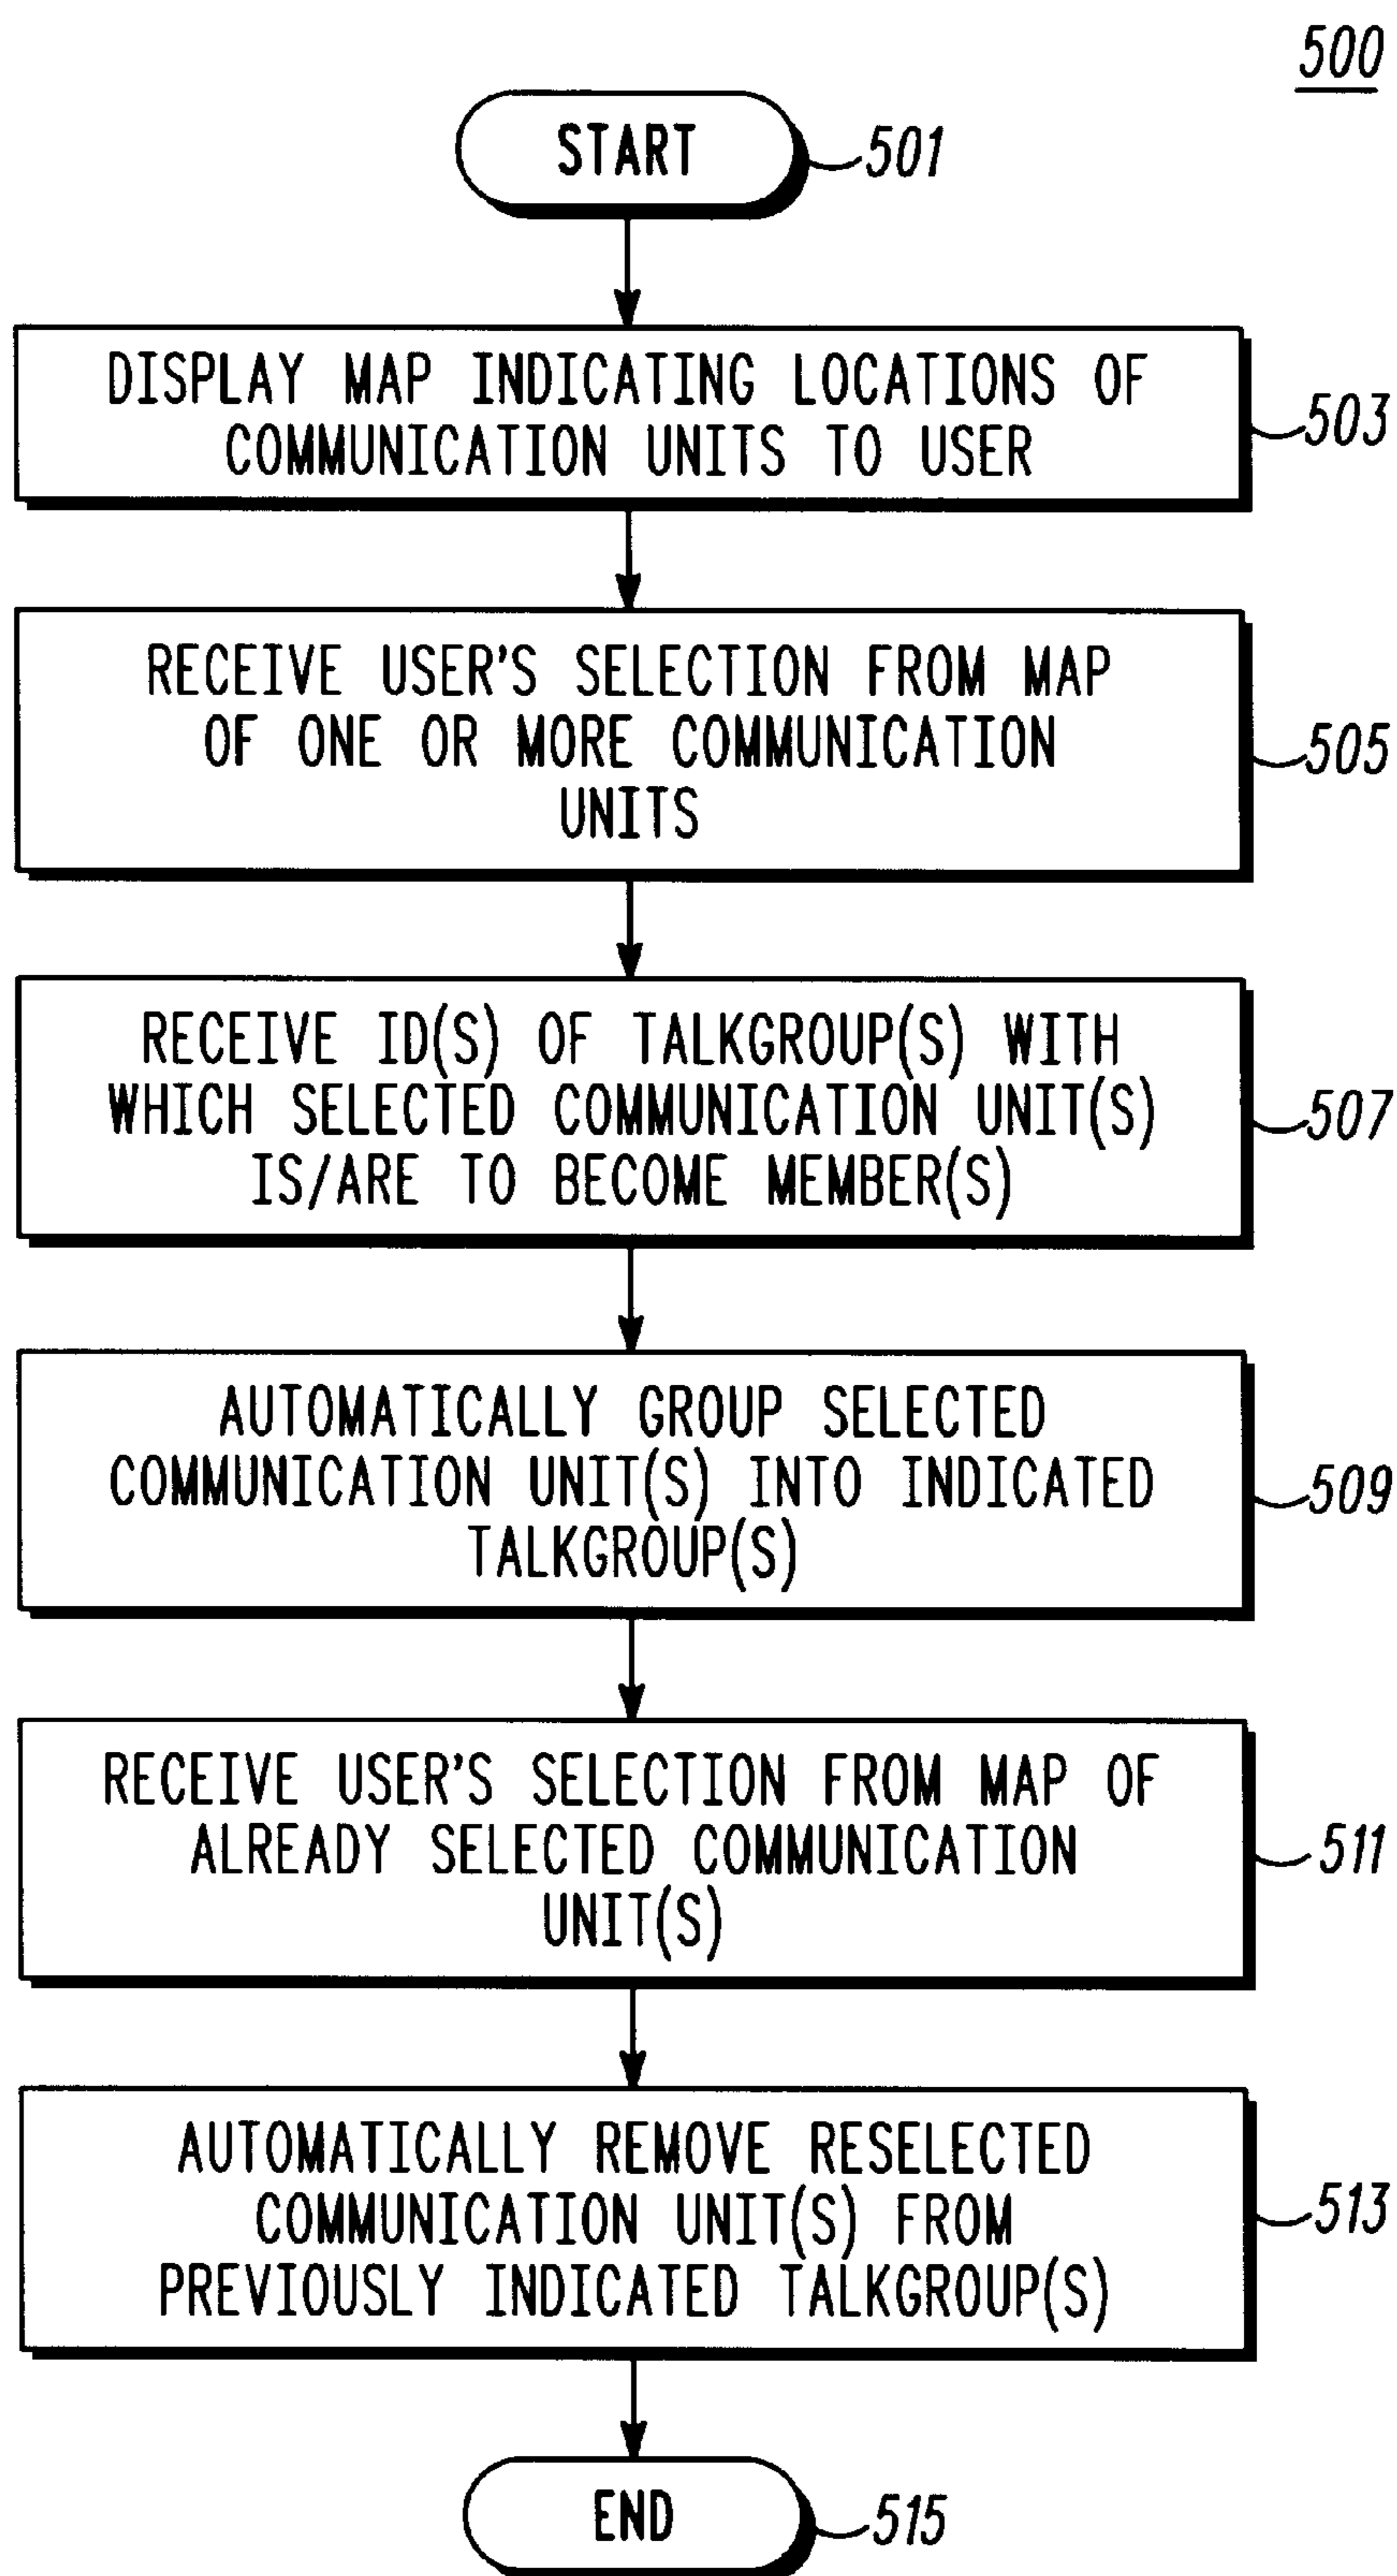 500
START
501
DISPLAY MAP INDICATING LOCATIONS OF
COMMUNICATION UNITS TO USER
503
RECEIVE USER'S SELECTION FROM MAP
OF ONE OR MORE COMMUNICATION
UNITS
505
RECEIVE ID(S) OF TALKGROUP(S) WITH
WHICH SELECTED COMMUNICATION UNIT(S)
IS/ARE TO BECOME MEMBER(S)
507
AUTOMATICALLY GROUP SELECTED
COMMUNICATION UNIT(S) INTO INDICATED
TALKGROUP(S)
509
RECEIVE USER'S SELECTION FROM MAP OF
ALREADY SELECTED COMMUNICATION
UNIT(S)
511
AUTOMATICALLY REMOVE RESELECTED
COMMUNICATION UNIT(S) FROM
PREVIOUSLY INDICATED TALKGROUP(S)
513
END
515